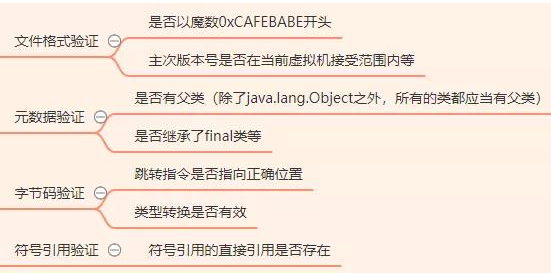 文件格式验证
是否以魔数0xCAFEBABE开头
主次版本号是否在当前虚拟机接受范围内等
元数据验证
是否有父类（除了java.lang.Object之外，所有的类都应当有父类）
是否继承了final类等
字节码验证
跳转指令是否指向正确位置
类型转换是否有效
符号引用验证
符号引用的直接引用是否存在